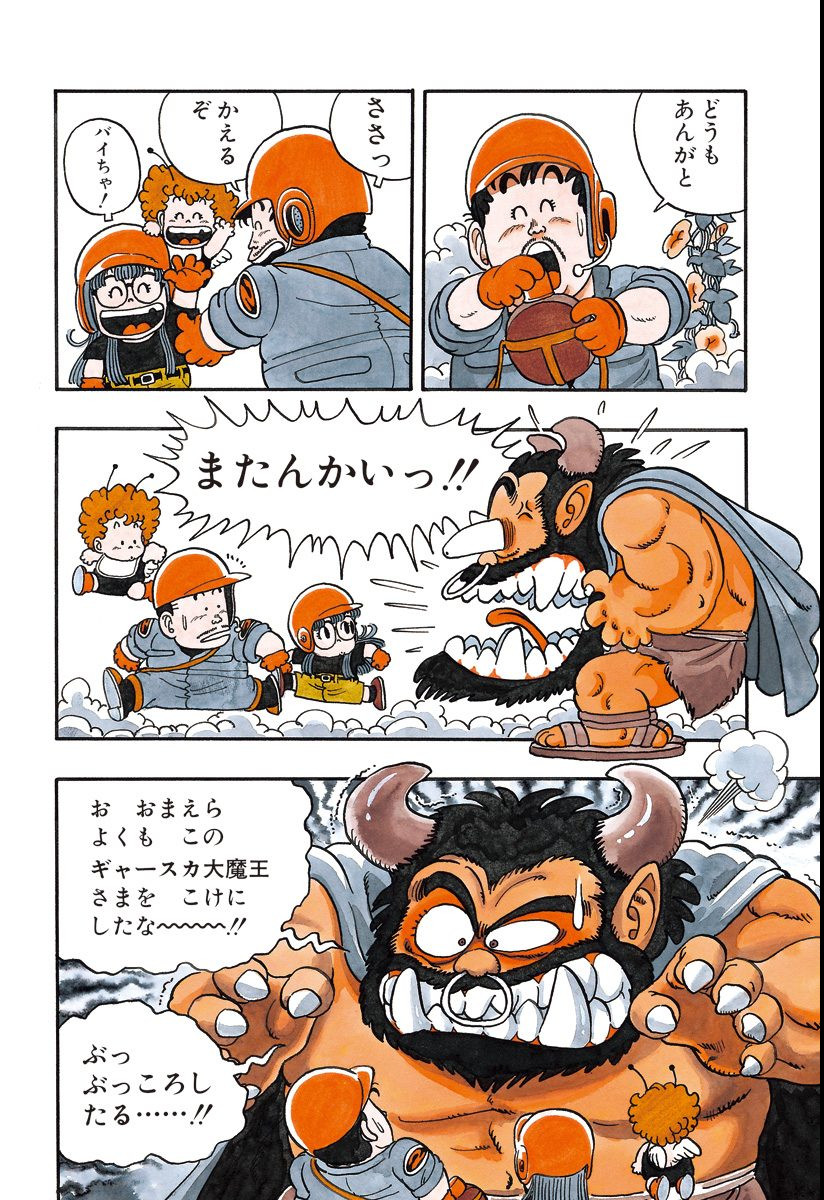 どうも
あんがと
ささっ
かえる
ぞ
バイちゃ!
またんかいっ!!
お おまえら
よくも この
ギャースカ大魔王
さまを こけに
したな〜〜〜〜!!
ぶっ
ぶっころし
たる……!!